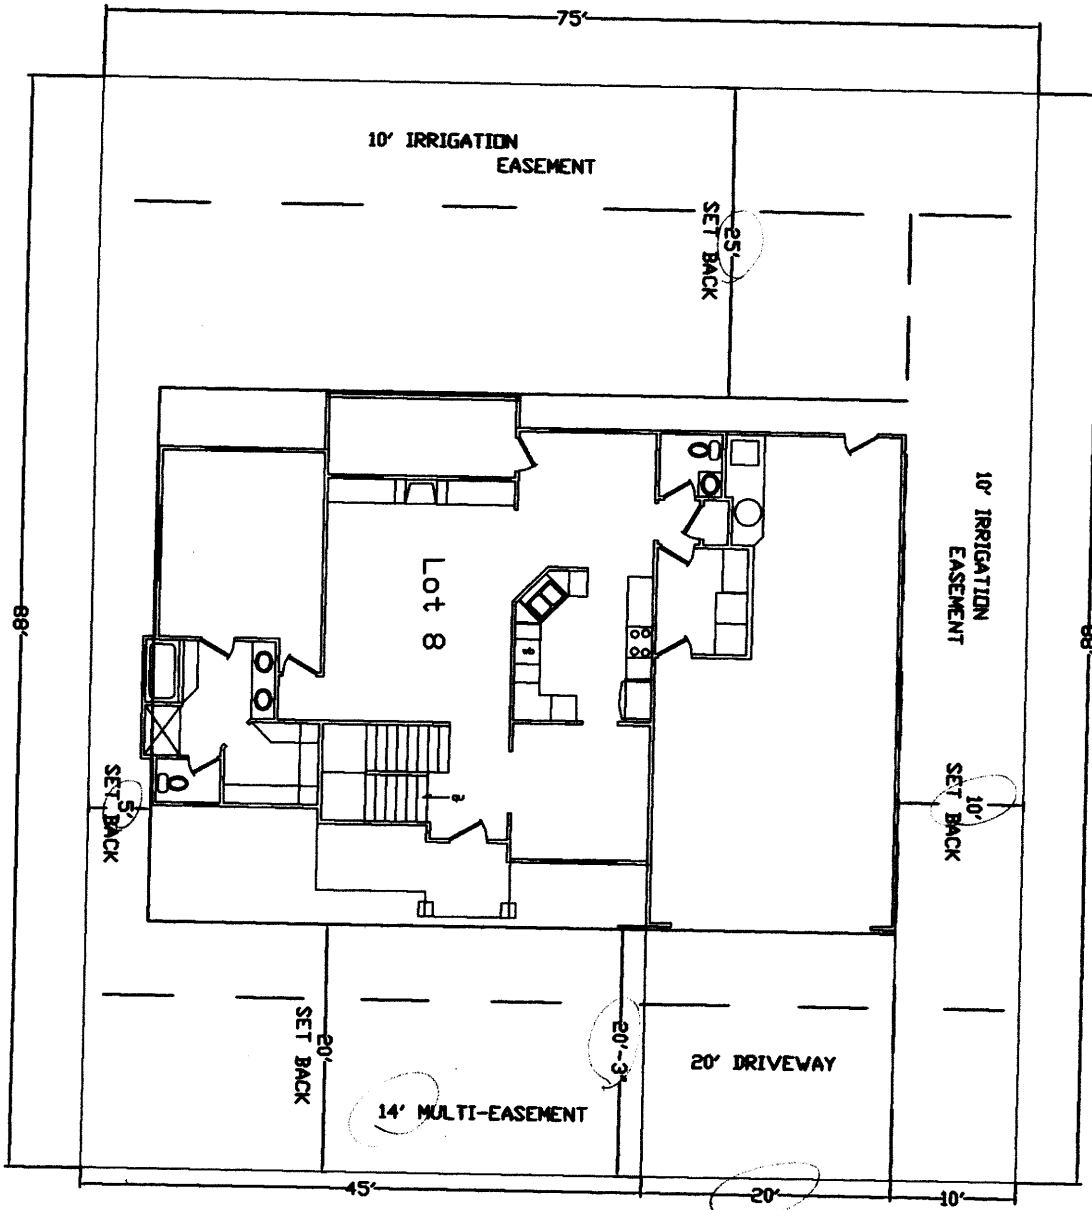 75'
10' IRRIGATION
EASEMENT
SET BACK
25'
10' IRRIGATION
EASEMENT
Lot 8
88'
88'
SET BACK
5'
SET BACK
10'
SET BACK
20'
20'-3"
20' DRIVEWAY
14' MULTI-EASEMENT
45'
20'
10'